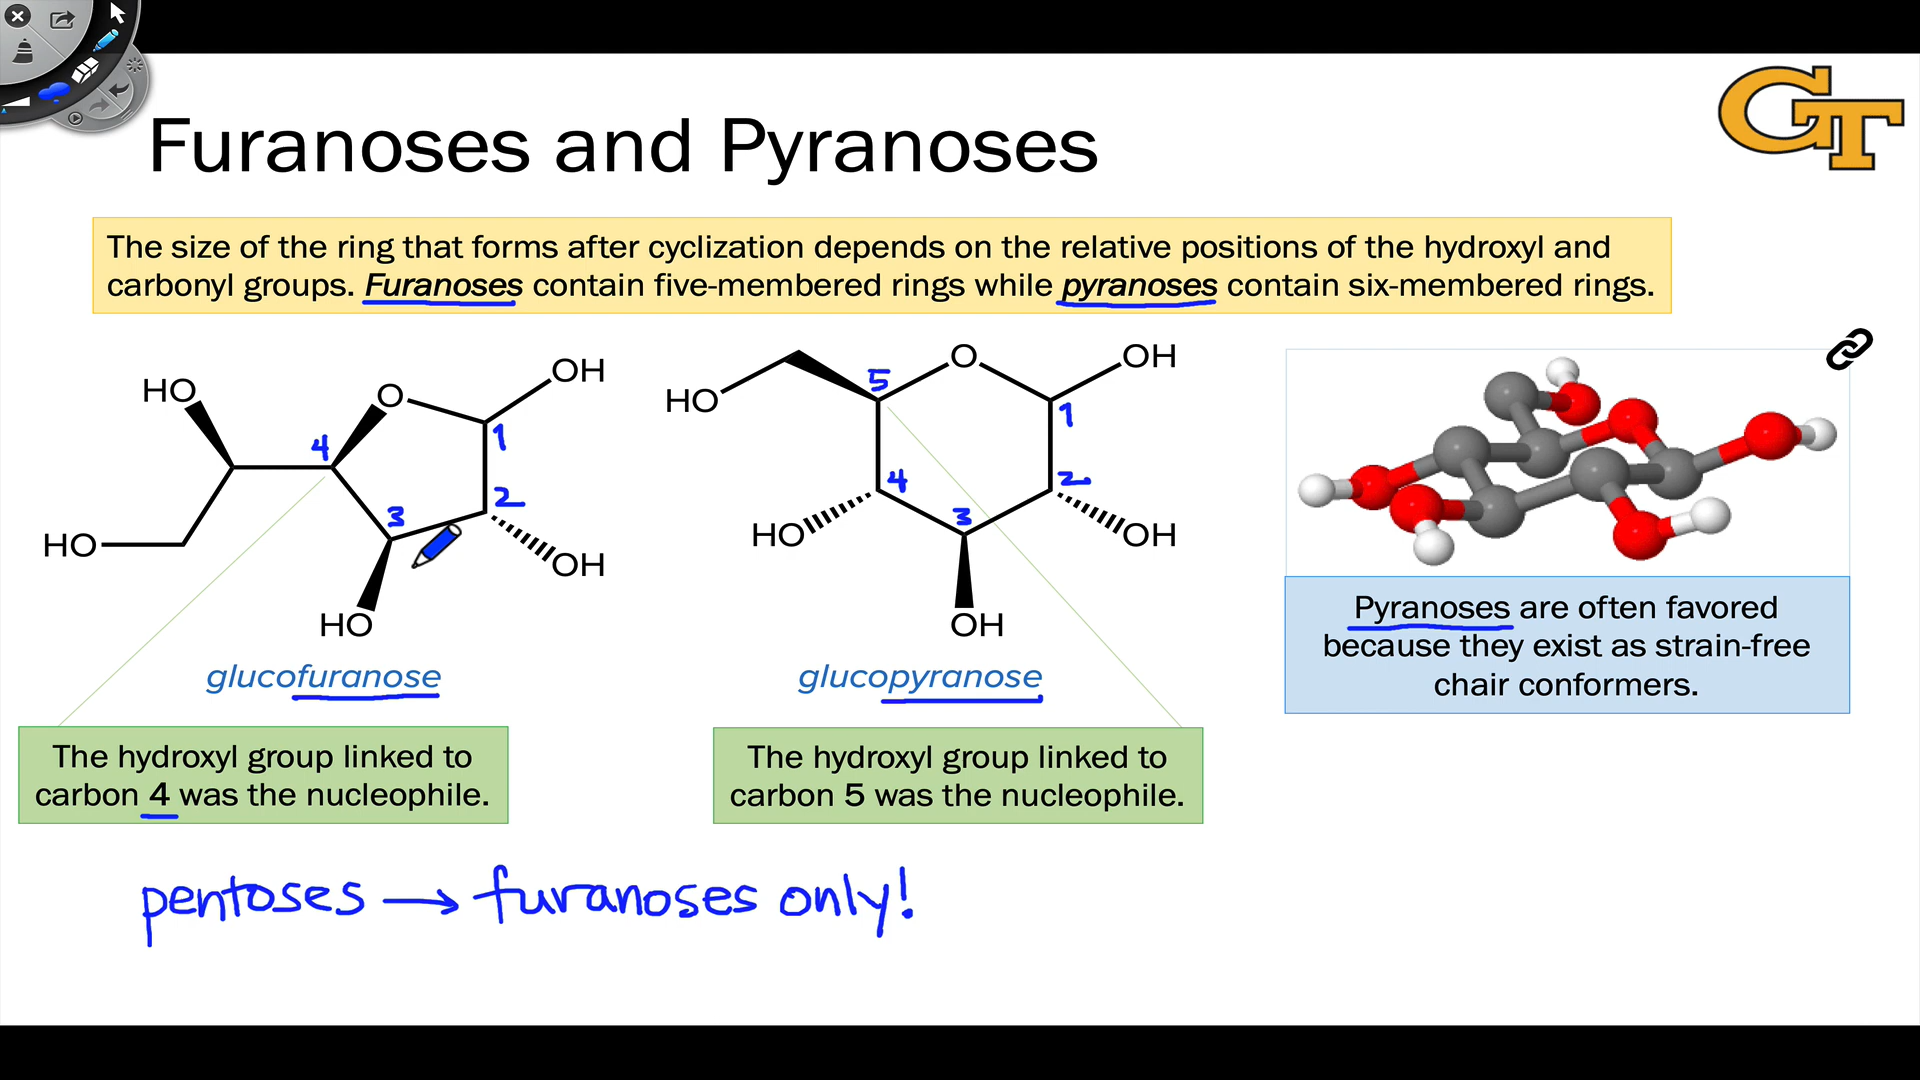 GT
Furanoses and Pyranoses
The size of the ring that forms after cyclization depends on the relative positions of the hydroxyl and
carbonyl groups. Furanoses contain five-membered rings while pyranoses contain six-membered rings.
HO
O
OH
4
1
2
3
HO
OH
HO
glucofuranose
The hydroxyl group linked to
carbon 4 was the nucleophile.
O
OH
HO
5
1
4
2
3
HO
OH
OH
glucopyranose
The hydroxyl group linked to
carbon 5 was the nucleophile.
Pyranoses are often favored
because they exist as strain-free
chair conformers.
pentoses → furanoses only!